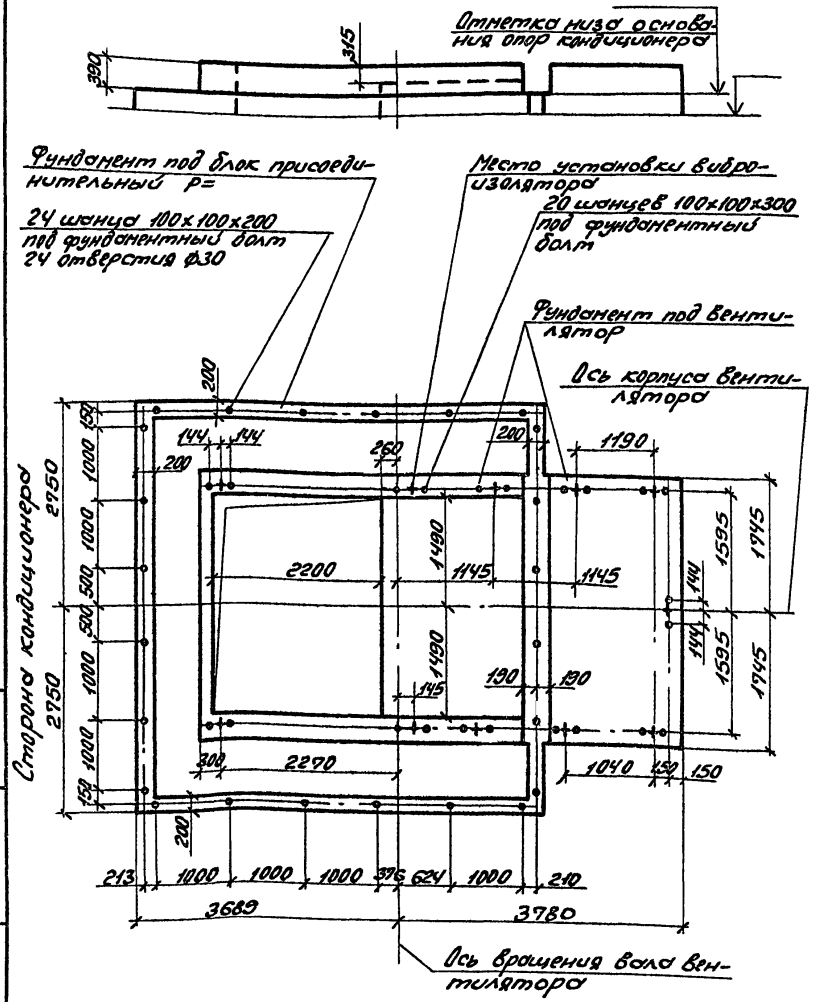 Отметка низа основа-
ния опор кондиционера
315
390
Фундамент под блок присоеди-
нительный Р=
Место установки вибро-
изолятора
24 шанца 100x100x200
под фундаментный болт
24 отверстия ф30
20 шанцев 100x100x300
под фундаментный
болт
Фундамент под венти-
лятор
Ось корпуса венти-
лятора
200
150
144
144
260
200
1190
1000
200
2750
1490
1595
1745
1000
2200
1145
1145
500
144
Сторона кондиционера
500
144
1490
1595
1745
2750
1000
190
190
145
1000
300
2270
1040
150
150
150
200
213
1000
1000
1000
376
624
1000
210
3689
3780
Ось вращения вала вен-
тилятора